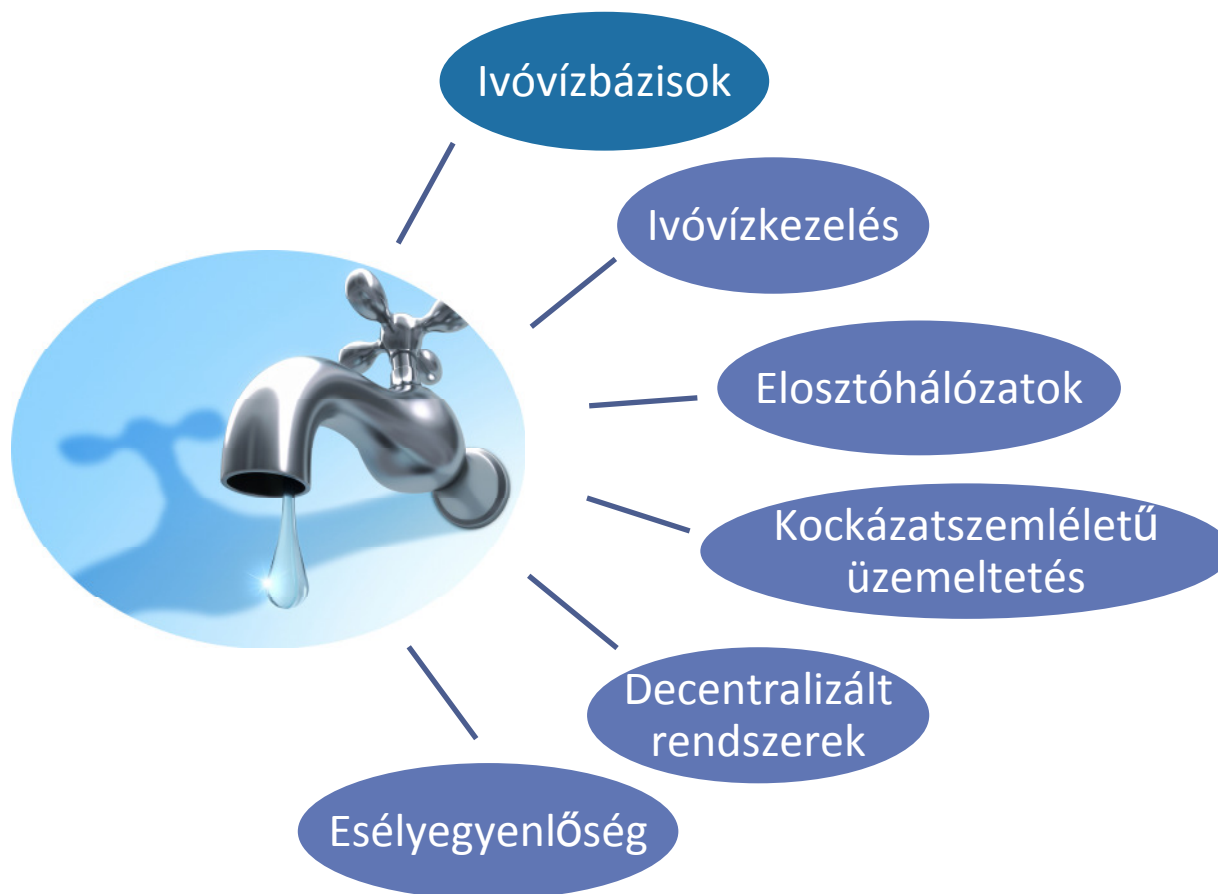 Ivóvízbázisok
Ivóvízkezelés
Elosztóhálózatok
Kockázatszemléletű
üzemeltetés
Decentralizált
rendszerek
Esélyegyenlőség